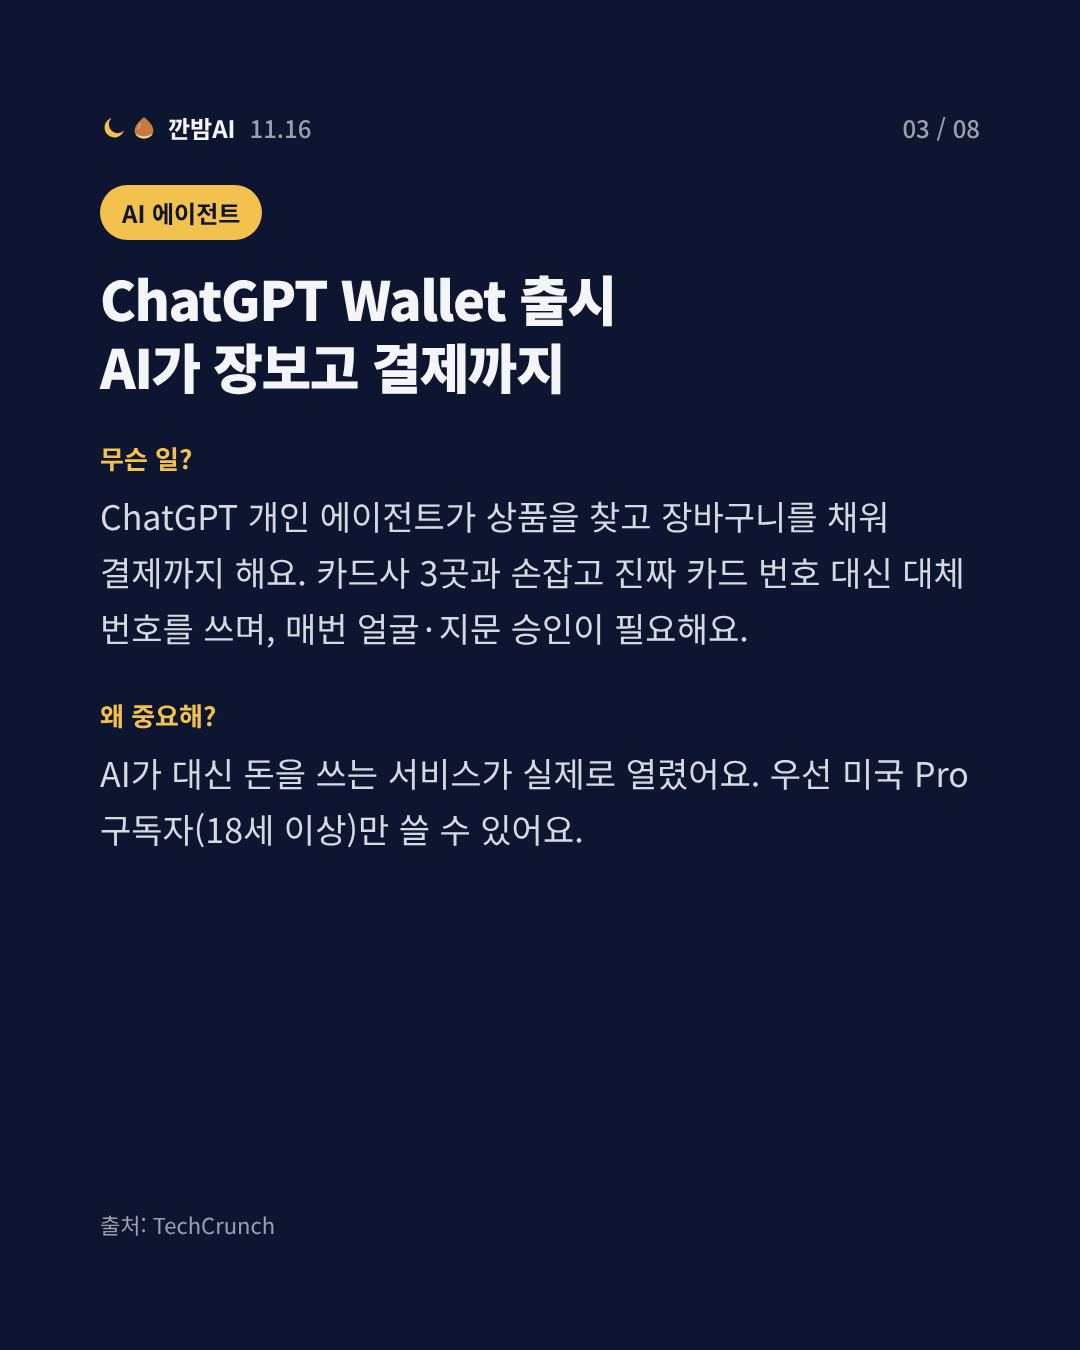 깐밤AI 11.16
03 / 08
AI 에이전트
ChatGPT Wallet 출시
AI가 장보고 결제까지
무슨 일?
ChatGPT 개인 에이전트가 상품을 찾고 장바구니를 채워
결제까지 해요. 카드사 3곳과 손잡고 진짜 카드 번호 대신 대체
번호를 쓰며, 매번 얼굴·지문 승인이 필요해요.
왜 중요해?
AI가 대신 돈을 쓰는 서비스가 실제로 열렸어요. 우선 미국 Pro
구독자(18세 이상)만 쓸 수 있어요.
출처: TechCrunch